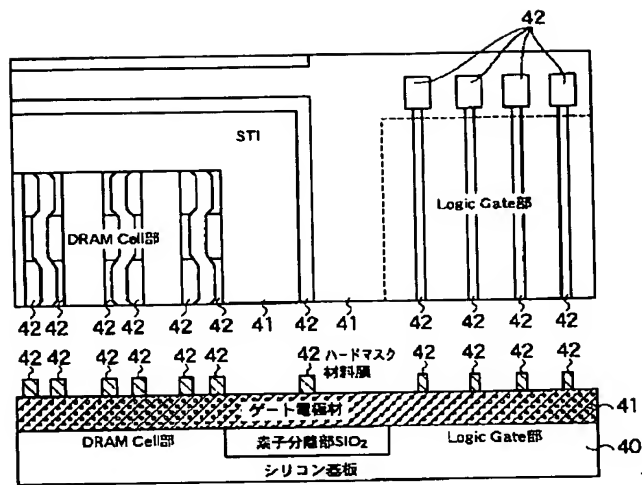 42
STI
DRAM Cell部
Logic Gate部
42 42 42 42 42 42 41 42 41 42 42 42 42
42 42 42 42 42 42 42 ハードマスク材料膜 42 42 42 42
ゲート電極材
41
DRAM Cell部
素子分離部SIO₂
Logic Gate部
40
シリコン基板